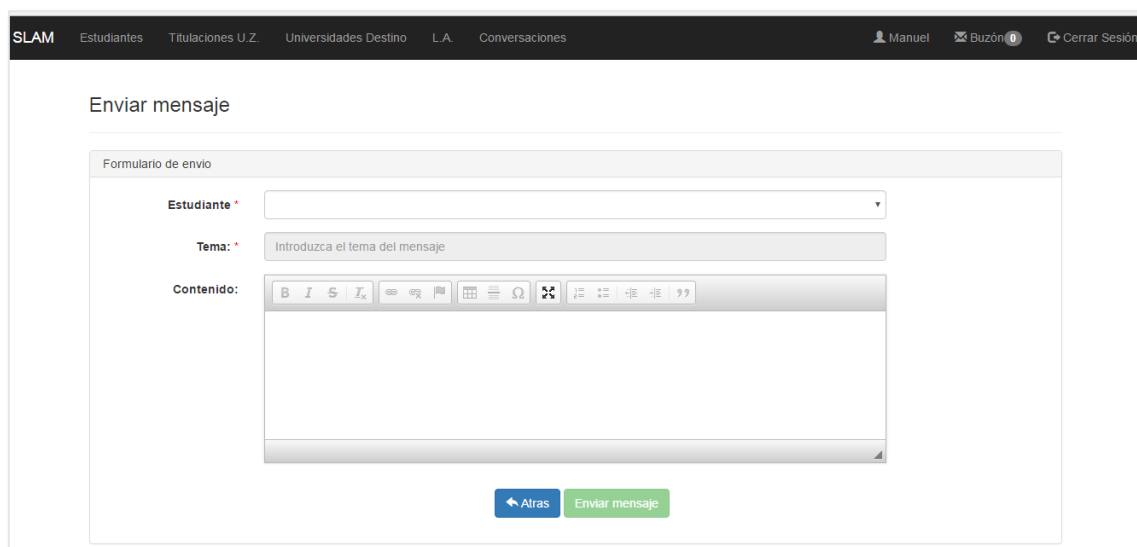 SLAM Estudiantes Titulaciones U.Z. Universidades Destino L.A. Conversaciones Manuel Buzón 0 Cerrar Sesión
Enviar mensaje
Formulario de envio
Estudiante *
Tema: * Introduzca el tema del mensaje
Contenido: B I S Ix Ω
Atras Enviar mensaje